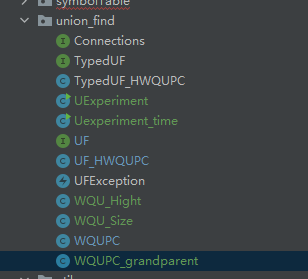 symbolTable
union_find
Connections
TypedUF
TypedUF_HWQUPC
UExperiment
Uexperiment_time
UF
UF_HWQUPC
UFException
WQU_Hight
WQU_Size
WQUPC
WQUPC_grandparent